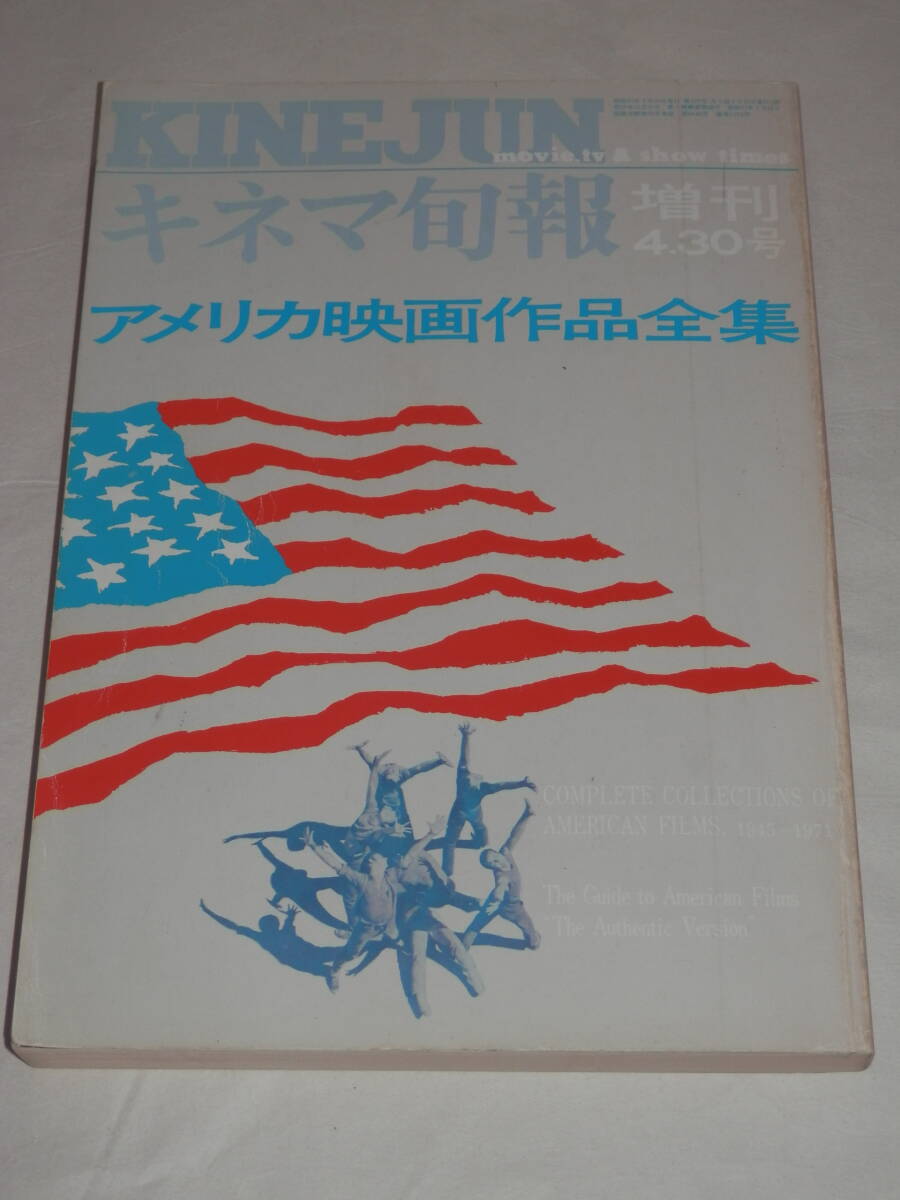 KINEJUN
movie.tv & show times
キネマ旬報
増刊
4.30号
アメリカ映画作品全集
COMPLETE COLLECTIONS OF
AMERICAN FILMS, 1945–1971
The Guide to American Films
"The Authentic Version"